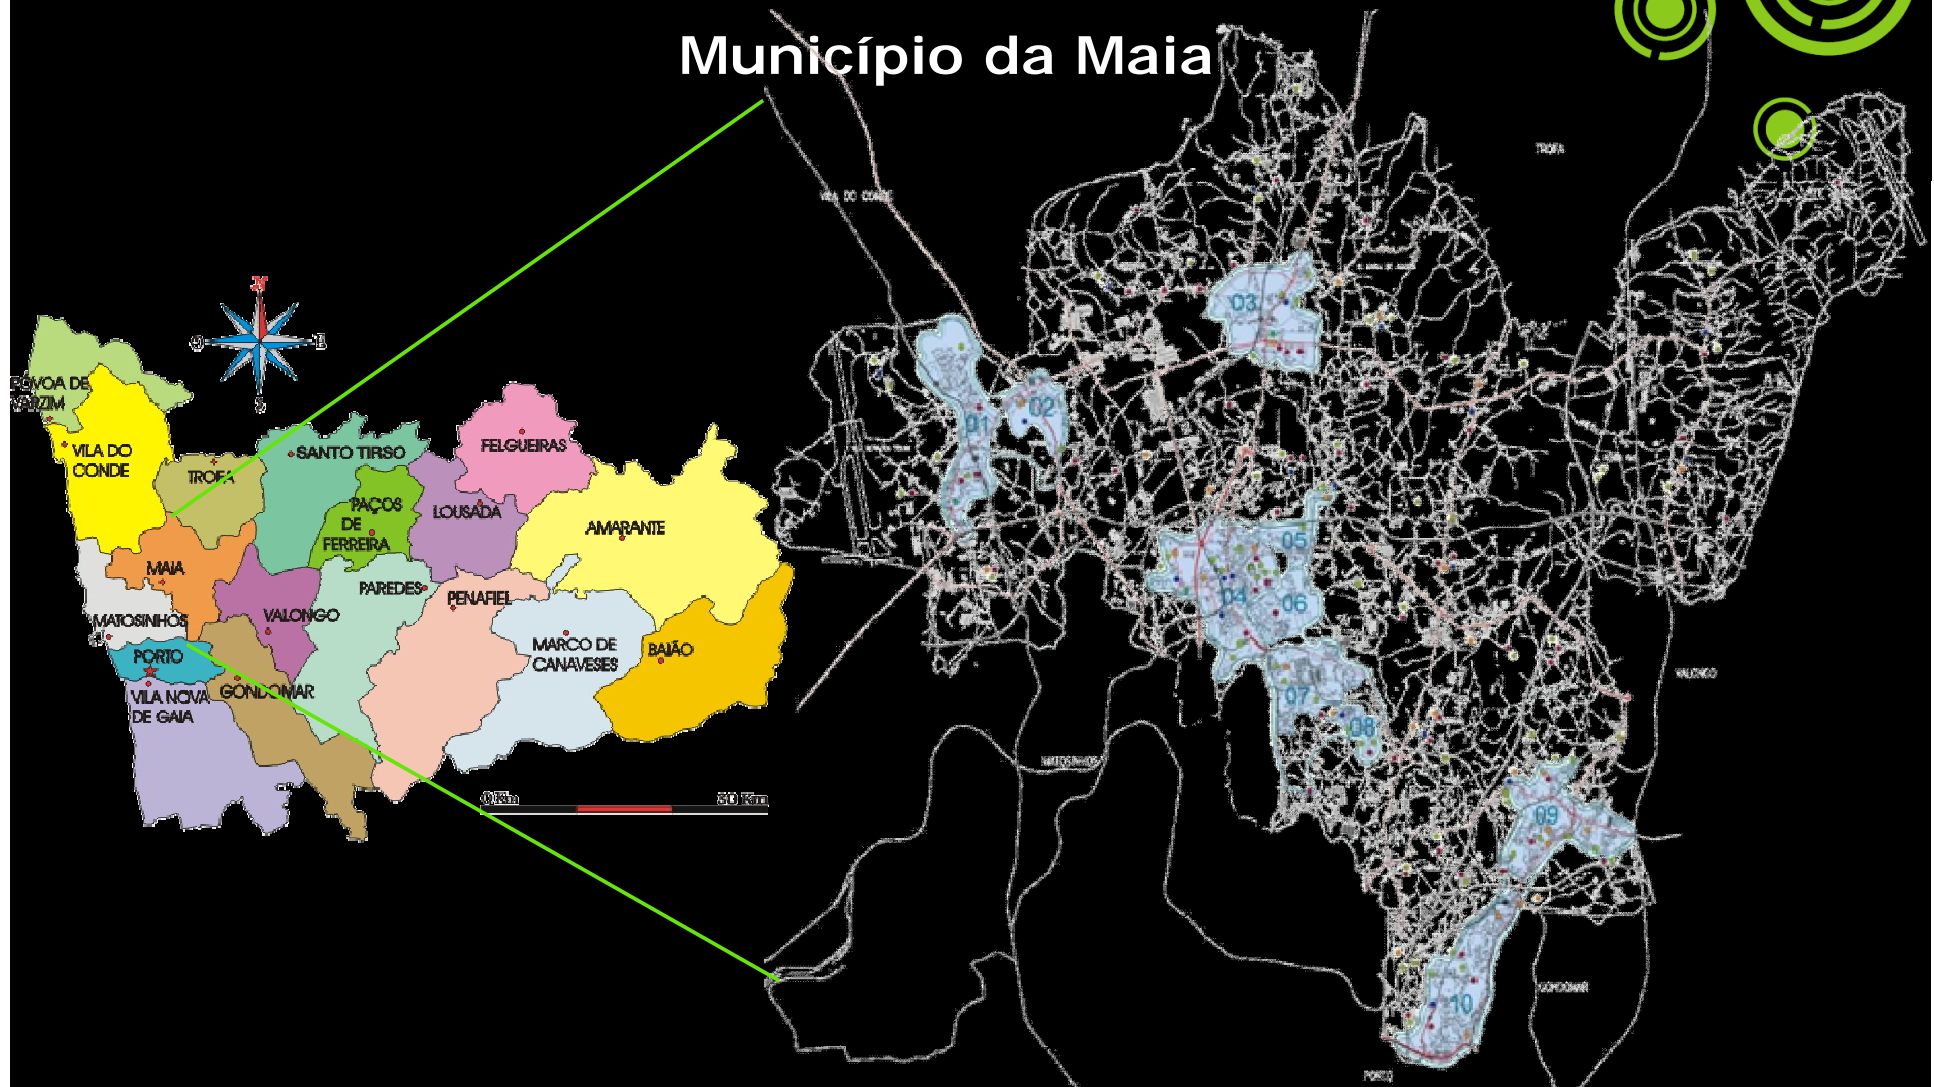 Município da Maia
TROFA
VILA DO CONDE
N
O
E
S
PÓVOA DE
VARZIM
VILA DO
CONDE
TROFA
SANTO TIRSO
FELGUEIRAS
PAÇOS
DE
FERREIRA
LOUSADA
AMARANTE
MAIA
PAREDES
PENAFIEL
MATOSINHOS
VALONGO
MARCO DE
CANAVESES
BAIÃO
PORTO
GONDOMAR
VILA NOVA
DE GAIA
0 Km
03
02
01
05
04
06
07
08
09
10
VALONGO
MATOSINHOS
GONDOMAR
PORTO